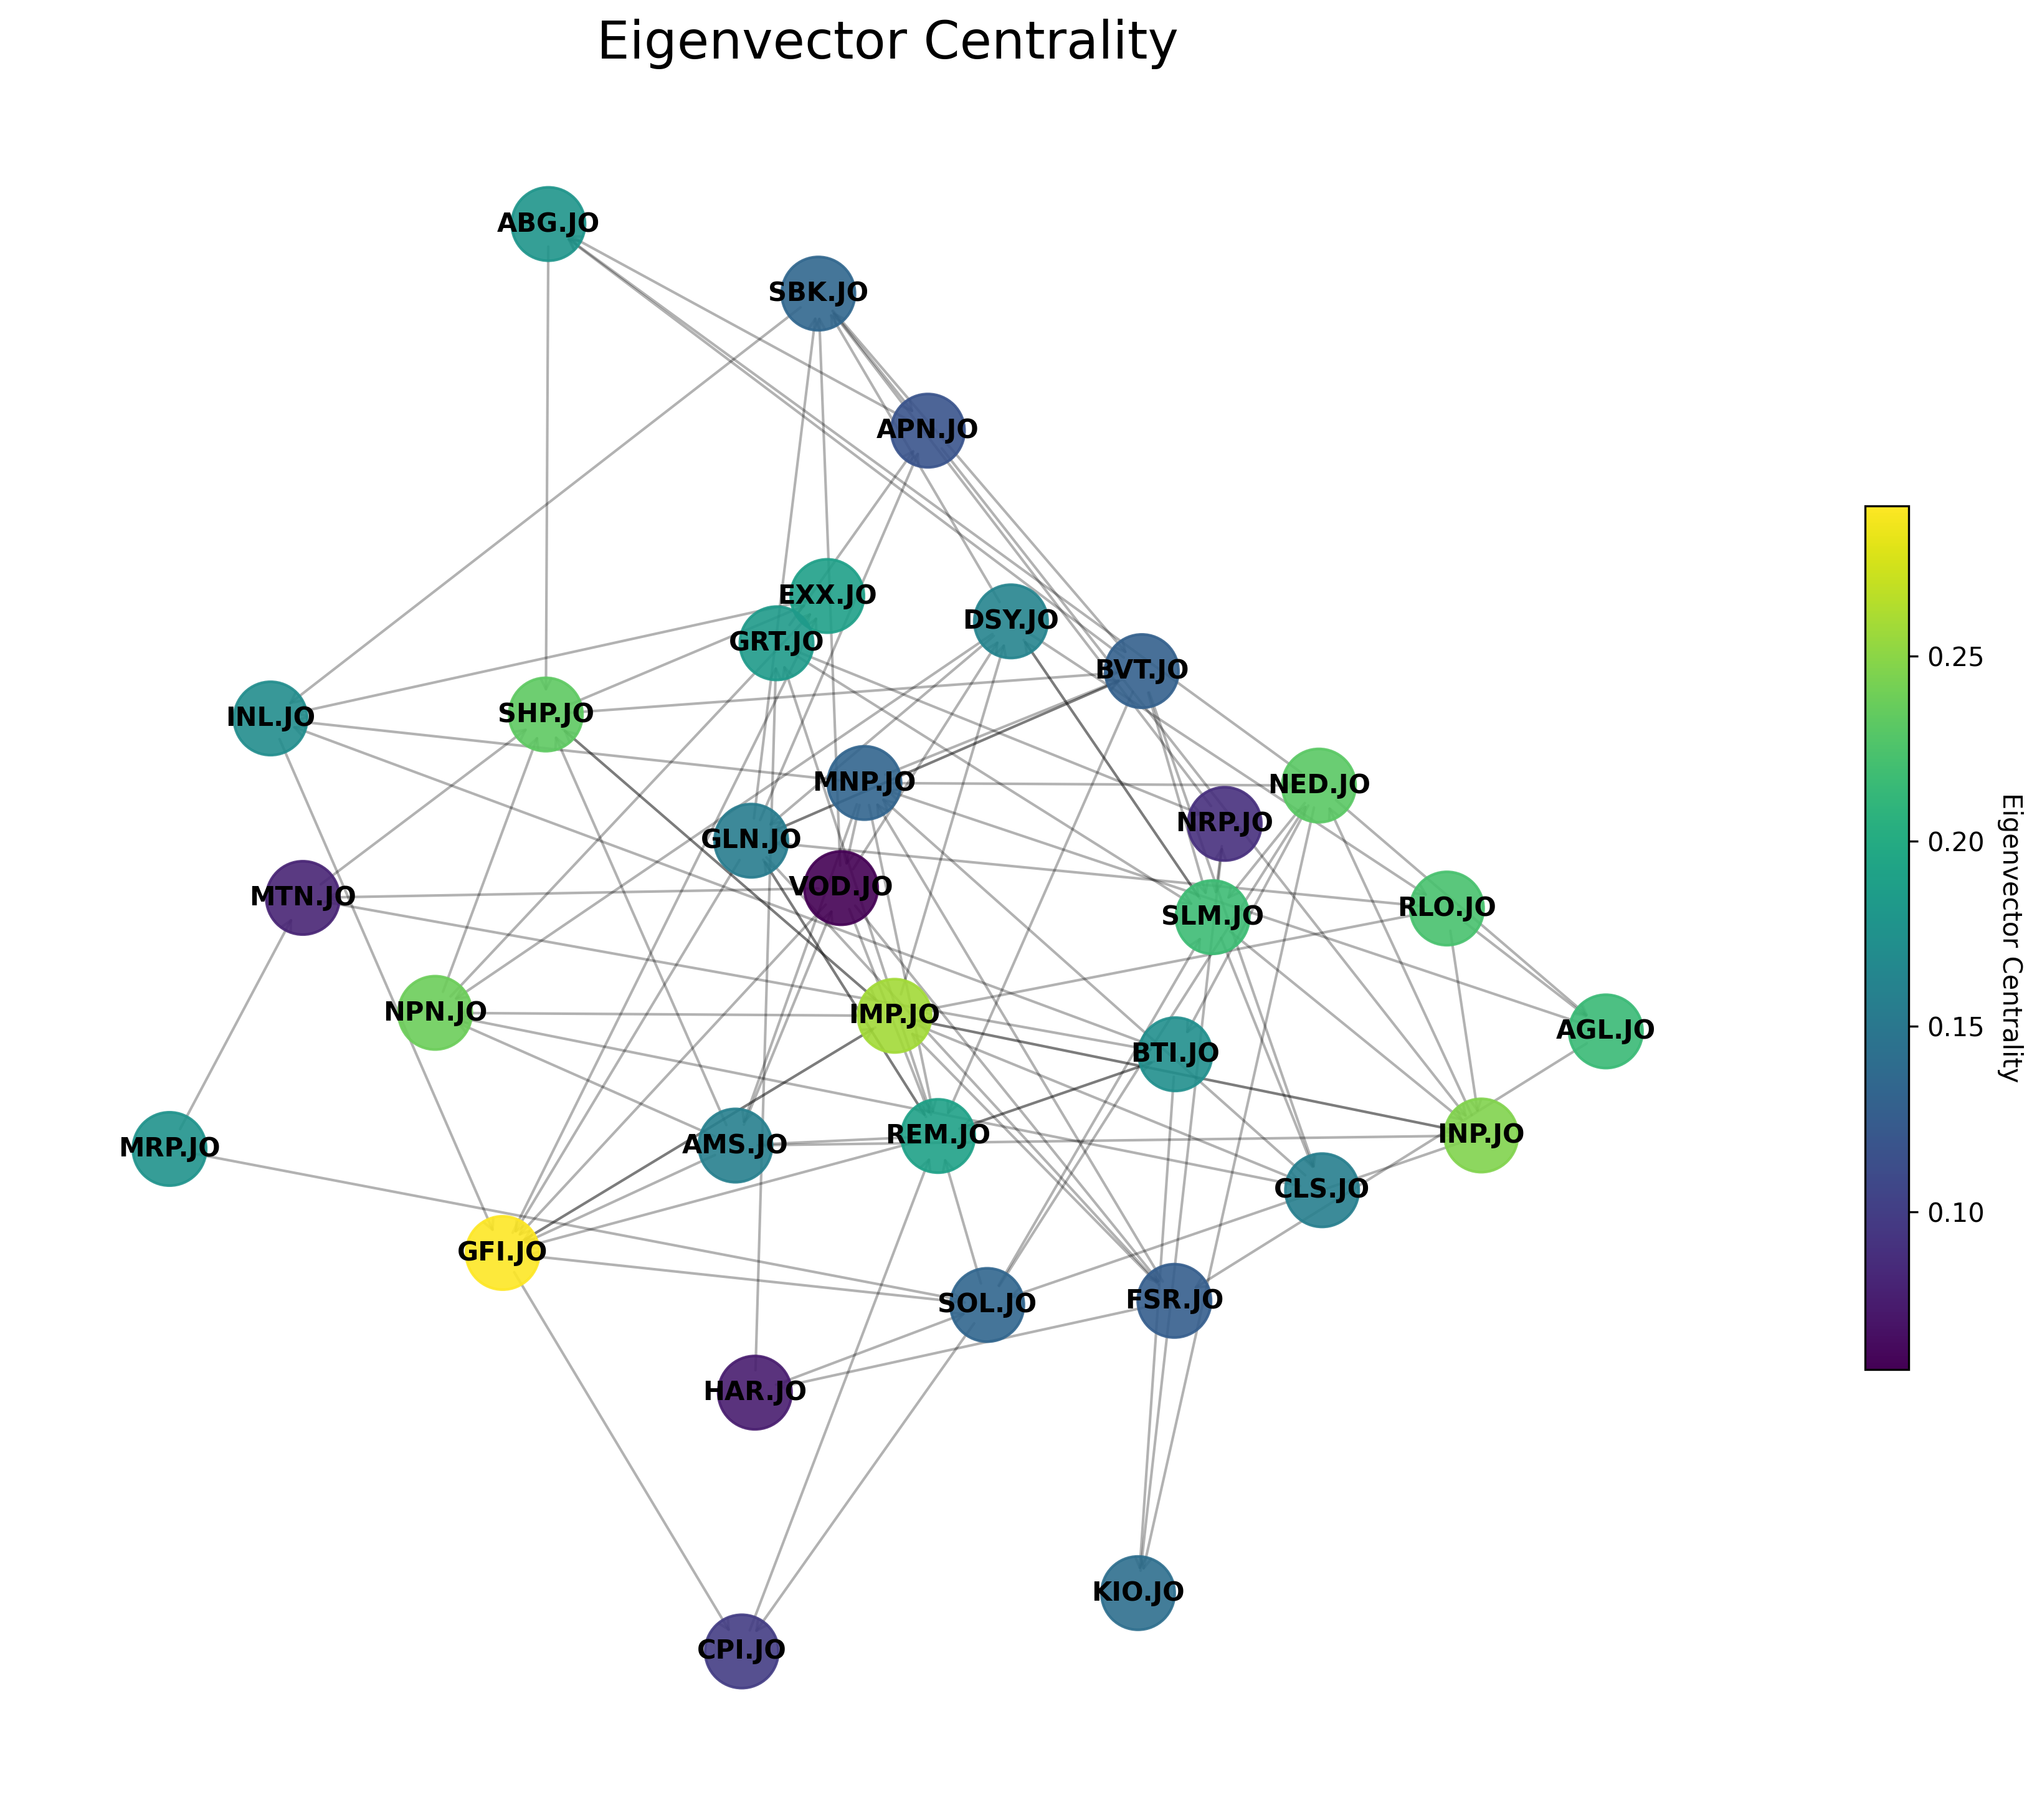 Eigenvector Centrality
ABG.JO
SBK.JO
APN.JO
EXX.JO
DSY.JO
GRT.JO
BVT.JO
SHP.JO
INL.JO
MNP.JO
NED.JO
NRP.JO
GLN.JO
VOD.JO
MTN.JO
RLO.JO
SLM.JO
NPN.JO
IMP.JO
AGL.JO
BTI.JO
REM.JO
INP.JO
AMS.JO
MRP.JO
CLS.JO
GFI.JO
FSR.JO
SOL.JO
HAR.JO
KIO.JO
CPI.JO
0.25
0.20
0.15
0.10
Eigenvector Centrality